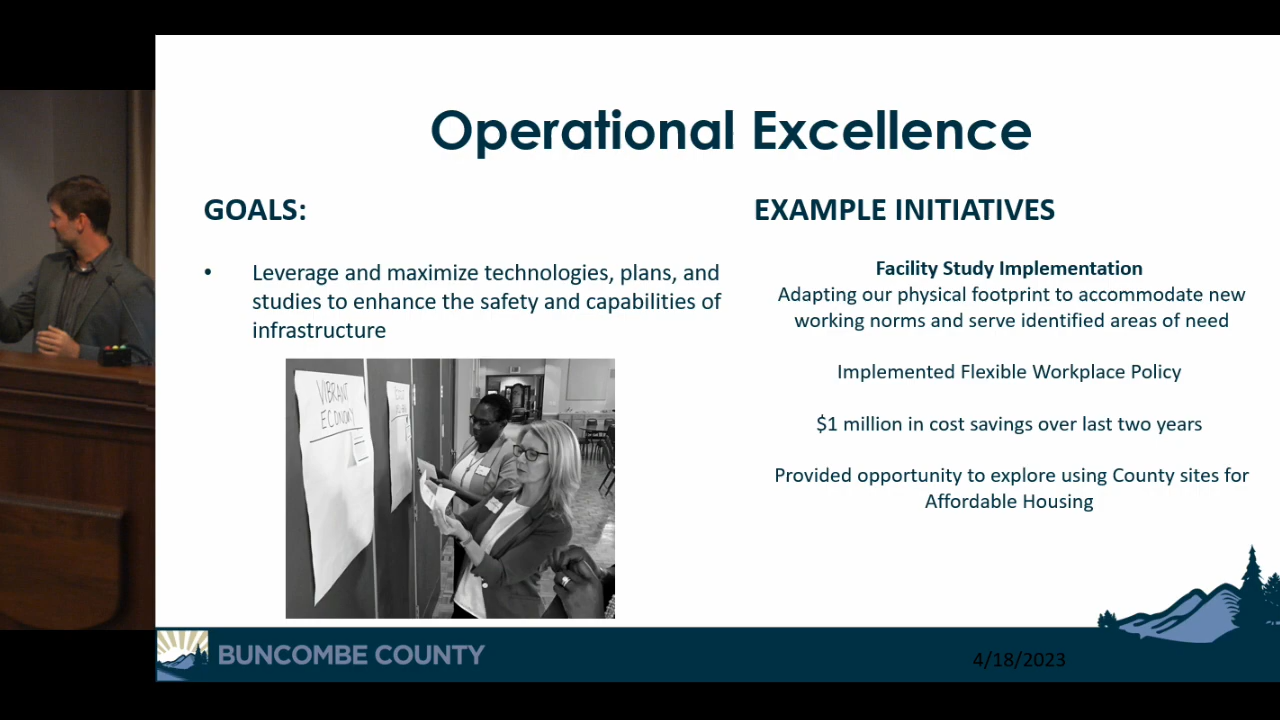 Operational Excellence
GOALS:
• Leverage and maximize technologies, plans, and
studies to enhance the safety and capabilities of
infrastructure
VIBRANT
ECONOMY
EXAMPLE INITIATIVES
Facility Study Implementation
Adapting our physical footprint to accommodate new
working norms and serve identified areas of need
Implemented Flexible Workplace Policy
$1 million in cost savings over last two years
Provided opportunity to explore using County sites for
Affordable Housing
BUNCOMBE COUNTY
4/18/2023